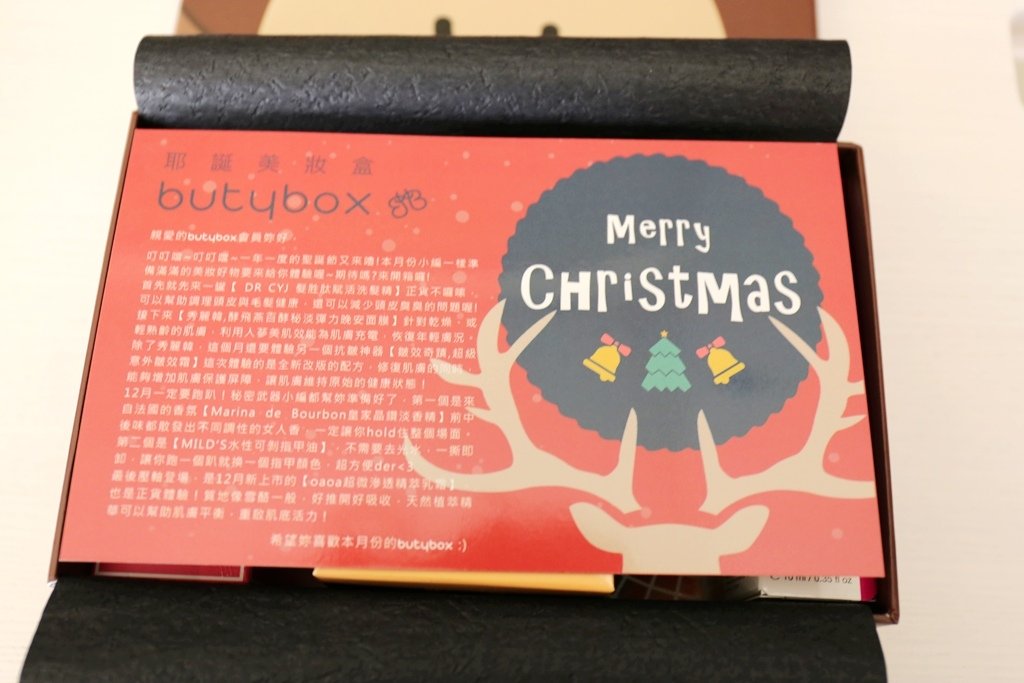 耶誕美妝盒
butybox
Merry
Christmas
親愛的butybox會員妳好，
叮叮噹~叮叮噹~一年一度的聖誕節又來嚕!本月份小編一樣準
備滿滿的美妝好物要來給你體驗喔~期待嗎?來開箱囉!
首先就先來一罐【 DR CYJ 髮胜肽賦活洗髮精】正貨不囉嗦，
可以幫助調理頭皮與毛髮健康，還可以減少頭皮臭臭的問題喔!
接下來【秀麗韓,酵飛燕百酵秘淡彈力晚安面膜】針對乾燥、或
輕熟齡的肌膚，利用入蔘美肌效能為肌膚充電，恢復年輕膚況。
除了秀麗韓，這個月還要體驗另一個抗皺神器【皺效奇蹟,超級
意外皺效霜】這次體驗的是全新改版的配方，修復肌膚的同時，
能夠增加肌膚保護屏障，讓肌膚維持原始的健康狀態！
12月一定要跑趴！秘密武器小編都幫妳準備好了，第一個是來
自法國的香氛【Marina de Bourbon皇家晶鑽淡香精】前中
後味都散發出不同調性的女人香，一定讓你hold住整個場面。
第二個是【MILD'S水性可剝指甲油】，不需要去光水，一撕即
卸，讓你跑一個趴就換一個指甲顏色，超方便der<3
最後壓軸登場，是12月新上市的【oaoa超微滲透精萃乳霜】，
也是正貨體驗！質地像雪酪一般，好推開好吸收，天然植萃精
華可以幫助肌膚平衡，重啟肌底活力！
希望妳喜歡本月份的butybox :)
10 ml / 0.35 fl oz